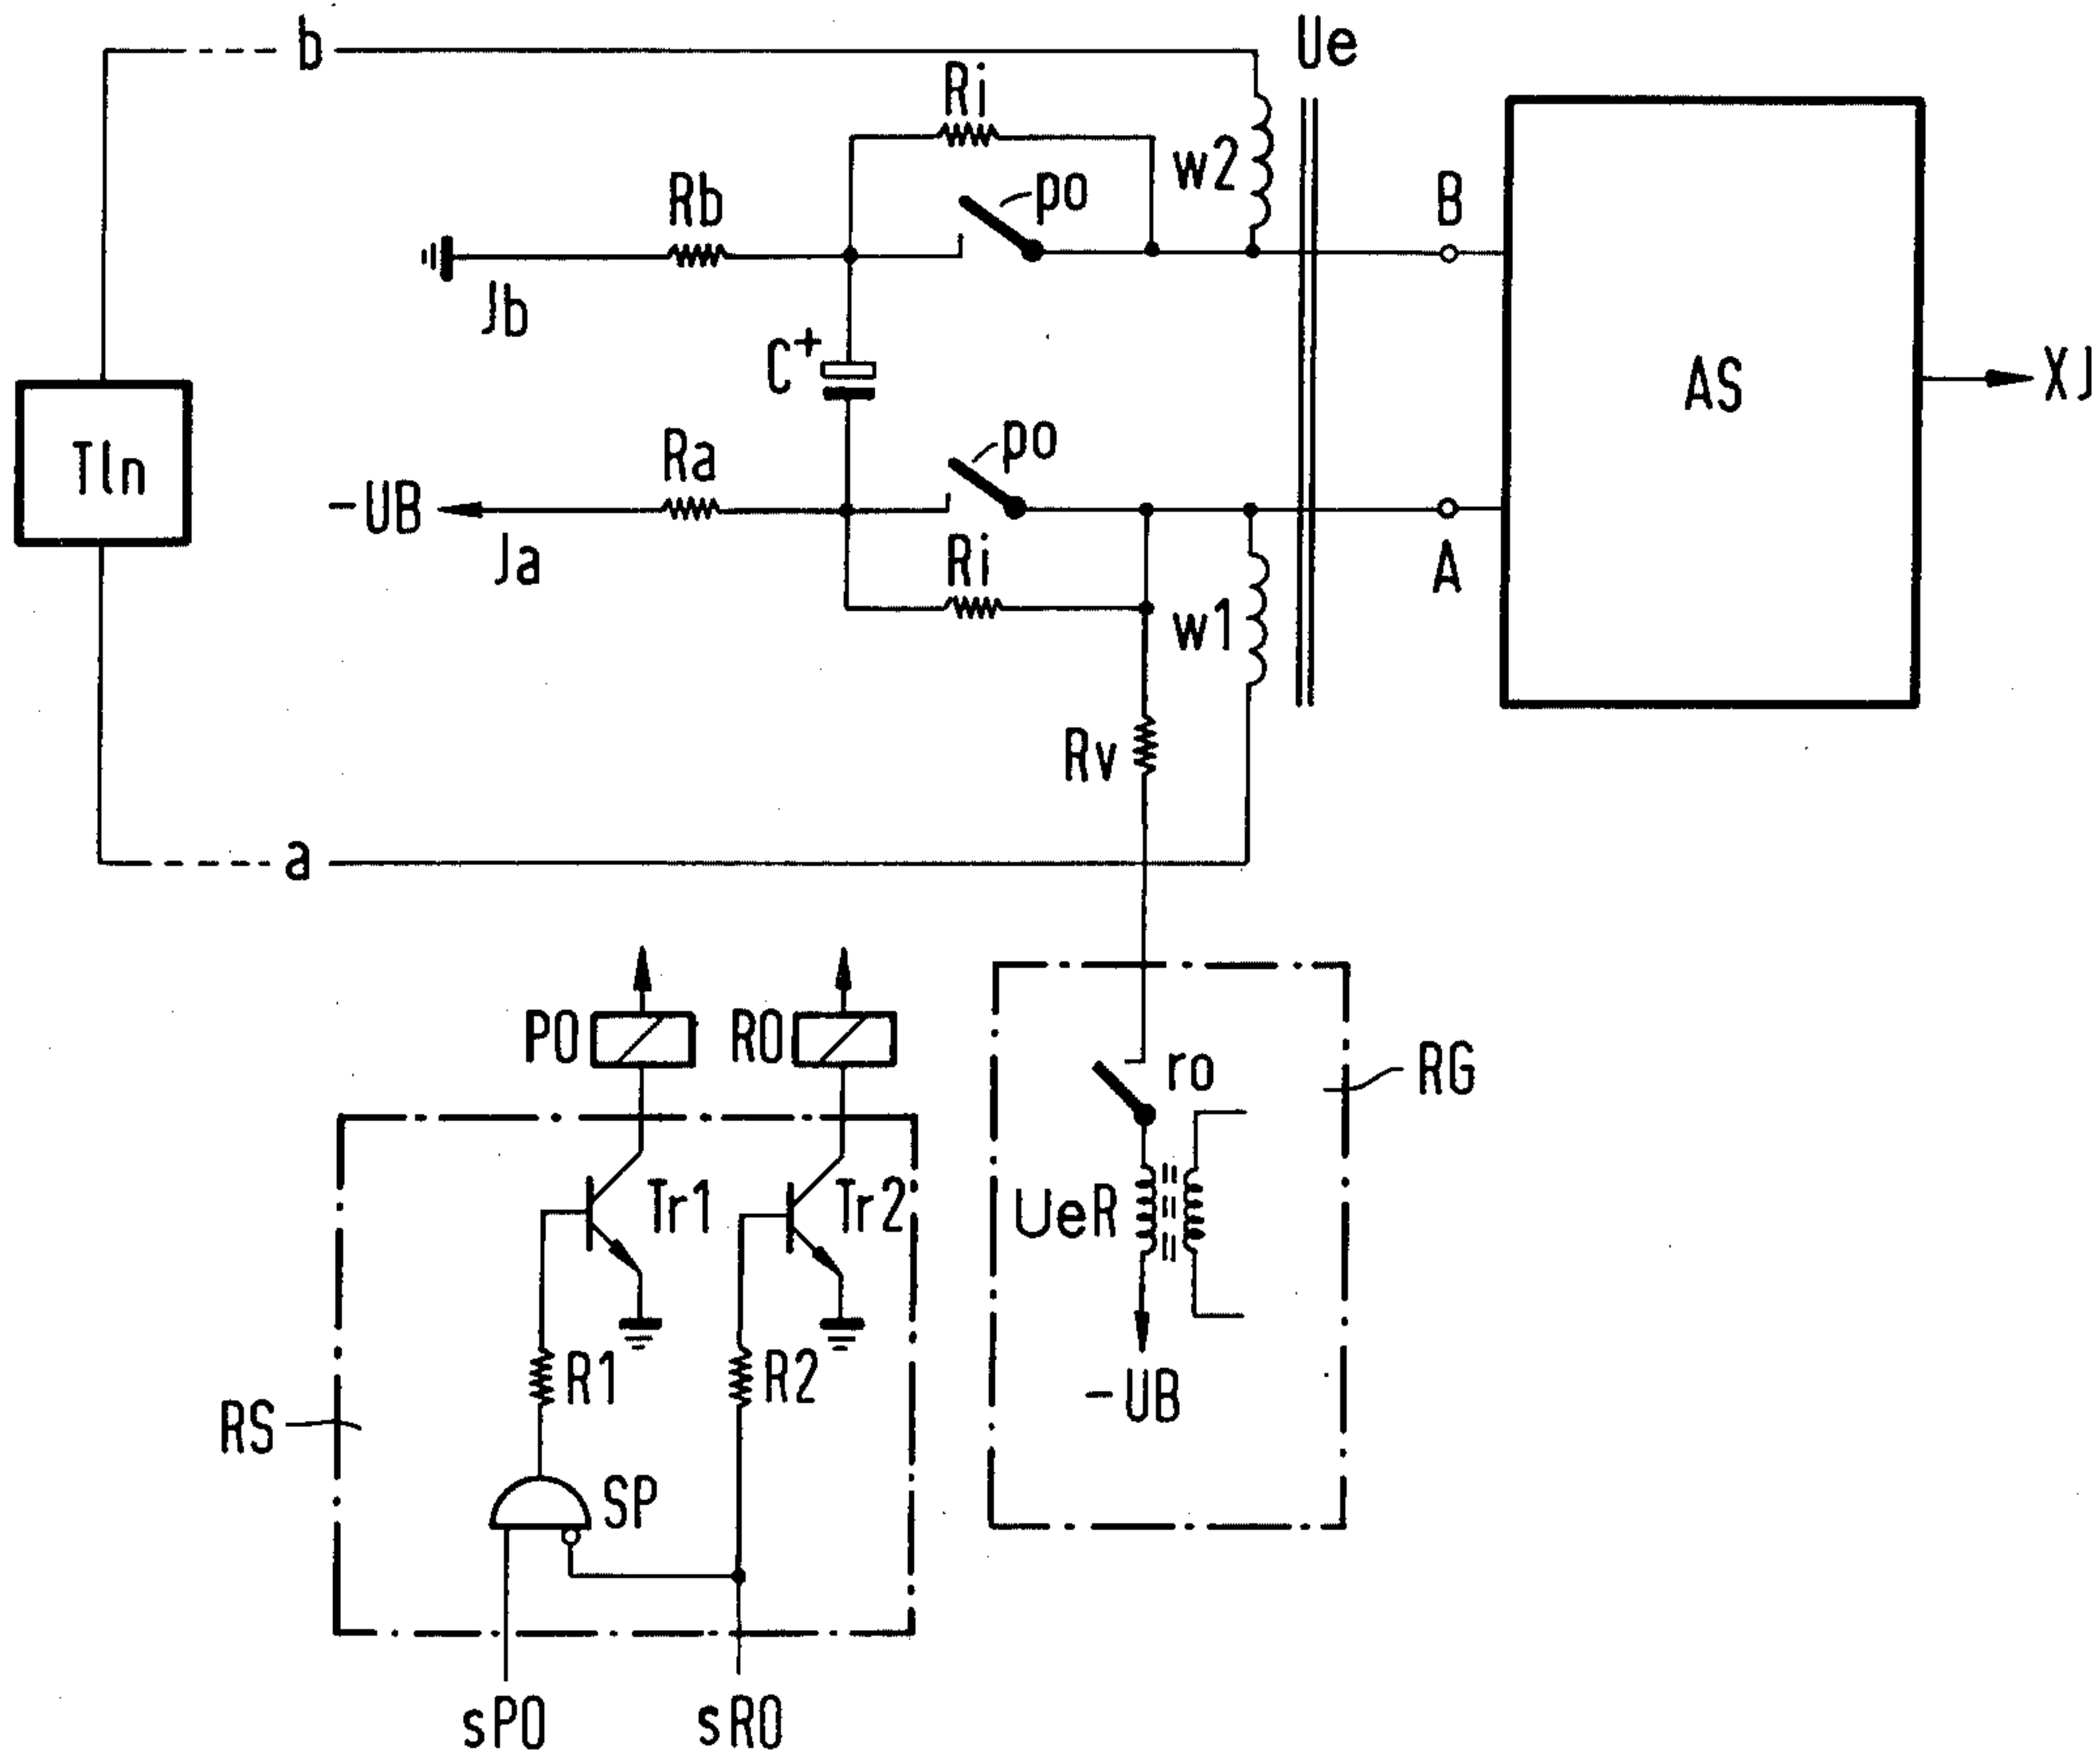 b
Ue
Ri
w2
po
Rb
B
Jb
C+
AS
XJ
Tln
po
Ra
-UB
Ja
Ri
A
w1
Rv
a
PO
RO
ro
RG
Tr1
Tr2
UeR
R1
R2
-UB
RS
SP
sPO
sRO